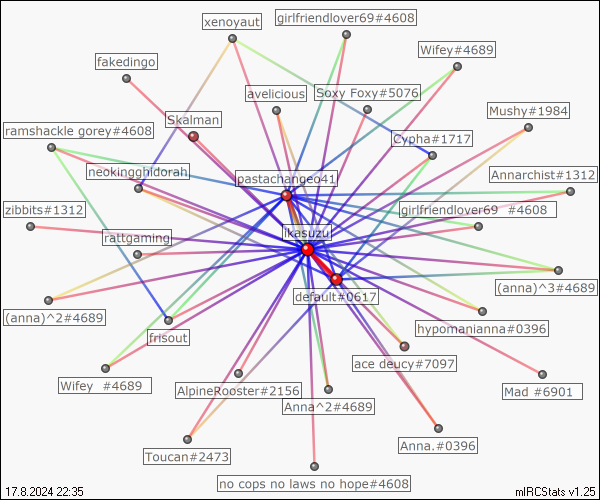 xenoyaut
girlfriendlover69#4608
Wifey#4689
fakedingo
avelicious
Soxy Foxy#5076
Mushy#1984
Skalman
ramshackle gorey#4608
Cypha#1717
neokingghidorah
pastachangeo41
Annarchist#1312
zibbits#1312
girlfriendlover69 #4608
ikasuzu
rattgaming
(anna)^3#4689
default#0617
(anna)^2#4689
hypomanianna#0396
frisout
ace deucy#7097
Wifey #4689
AlpineRooster#2156
Mad #6901
Anna^2#4689
Anna.#0396
Toucan#2473
no cops no laws no hope#4608
17.8.2024 22:35
mIRCStats v1.25